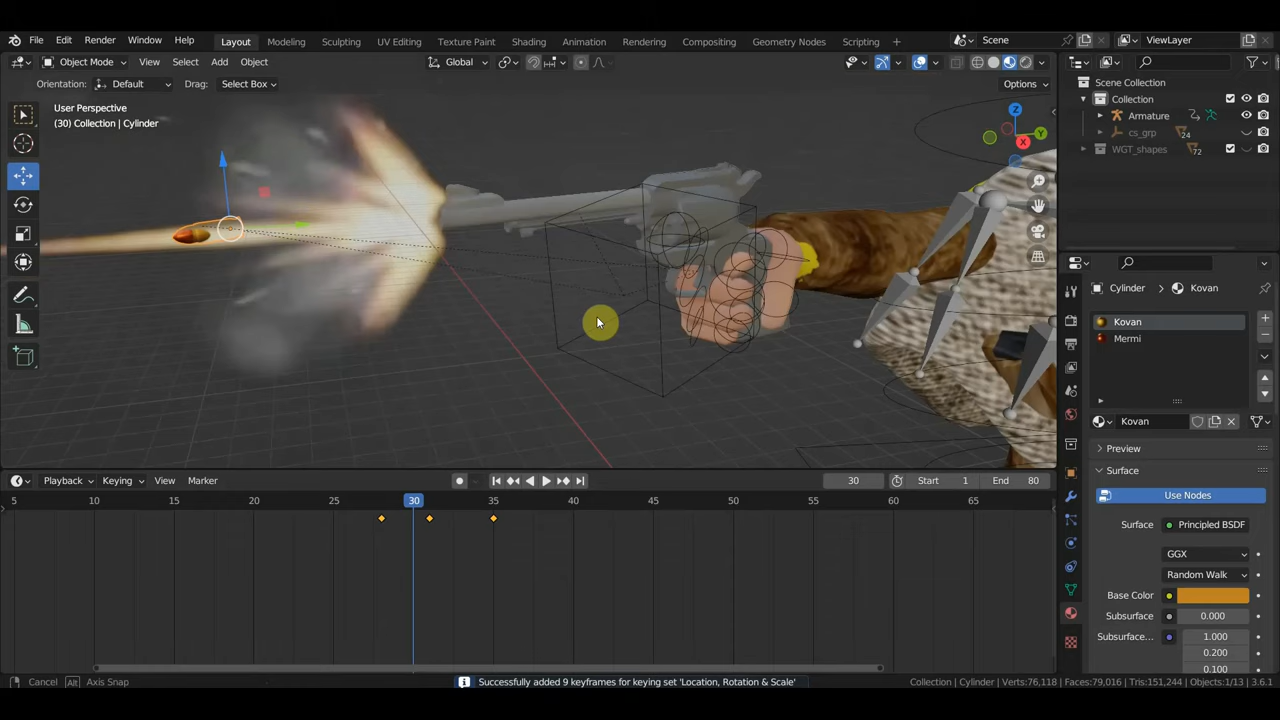 File Edit Render Window Help Layout Modeling Sculpting UV Editing Texture Paint Shading Animation Rendering Compositing Geometry Nodes Scripting + Scene ViewLayer
Object Mode View Select Add Object Global
Orientation: Default Drag: Select Box Options
User Perspective
(30) Collection | Cylinder
Z
Y
X
Scene Collection
Collection
Armature
cs_grp 24
WGT_shapes 72
Cylinder > Kovan
Kovan
Mermi
Kovan
Preview
Surface
Use Nodes
Surface Principled BSDF
GGX
Random Walk
Base Color
Subsurface 0.000
Subsurface... 1.000
0.200
0.100
Playback Keying View Marker 30 Start 1 End 80
5 10 15 20 25 30 35 40 45 50 55 60 65
Cancel Alt Axis Snap Successfully added 9 keyframes for keying set 'Location, Rotation & Scale' Collection | Cylinder | Verts:76,118 | Faces:79,016 | Tris:151,244 | Objects:1/13 | 3.6.1